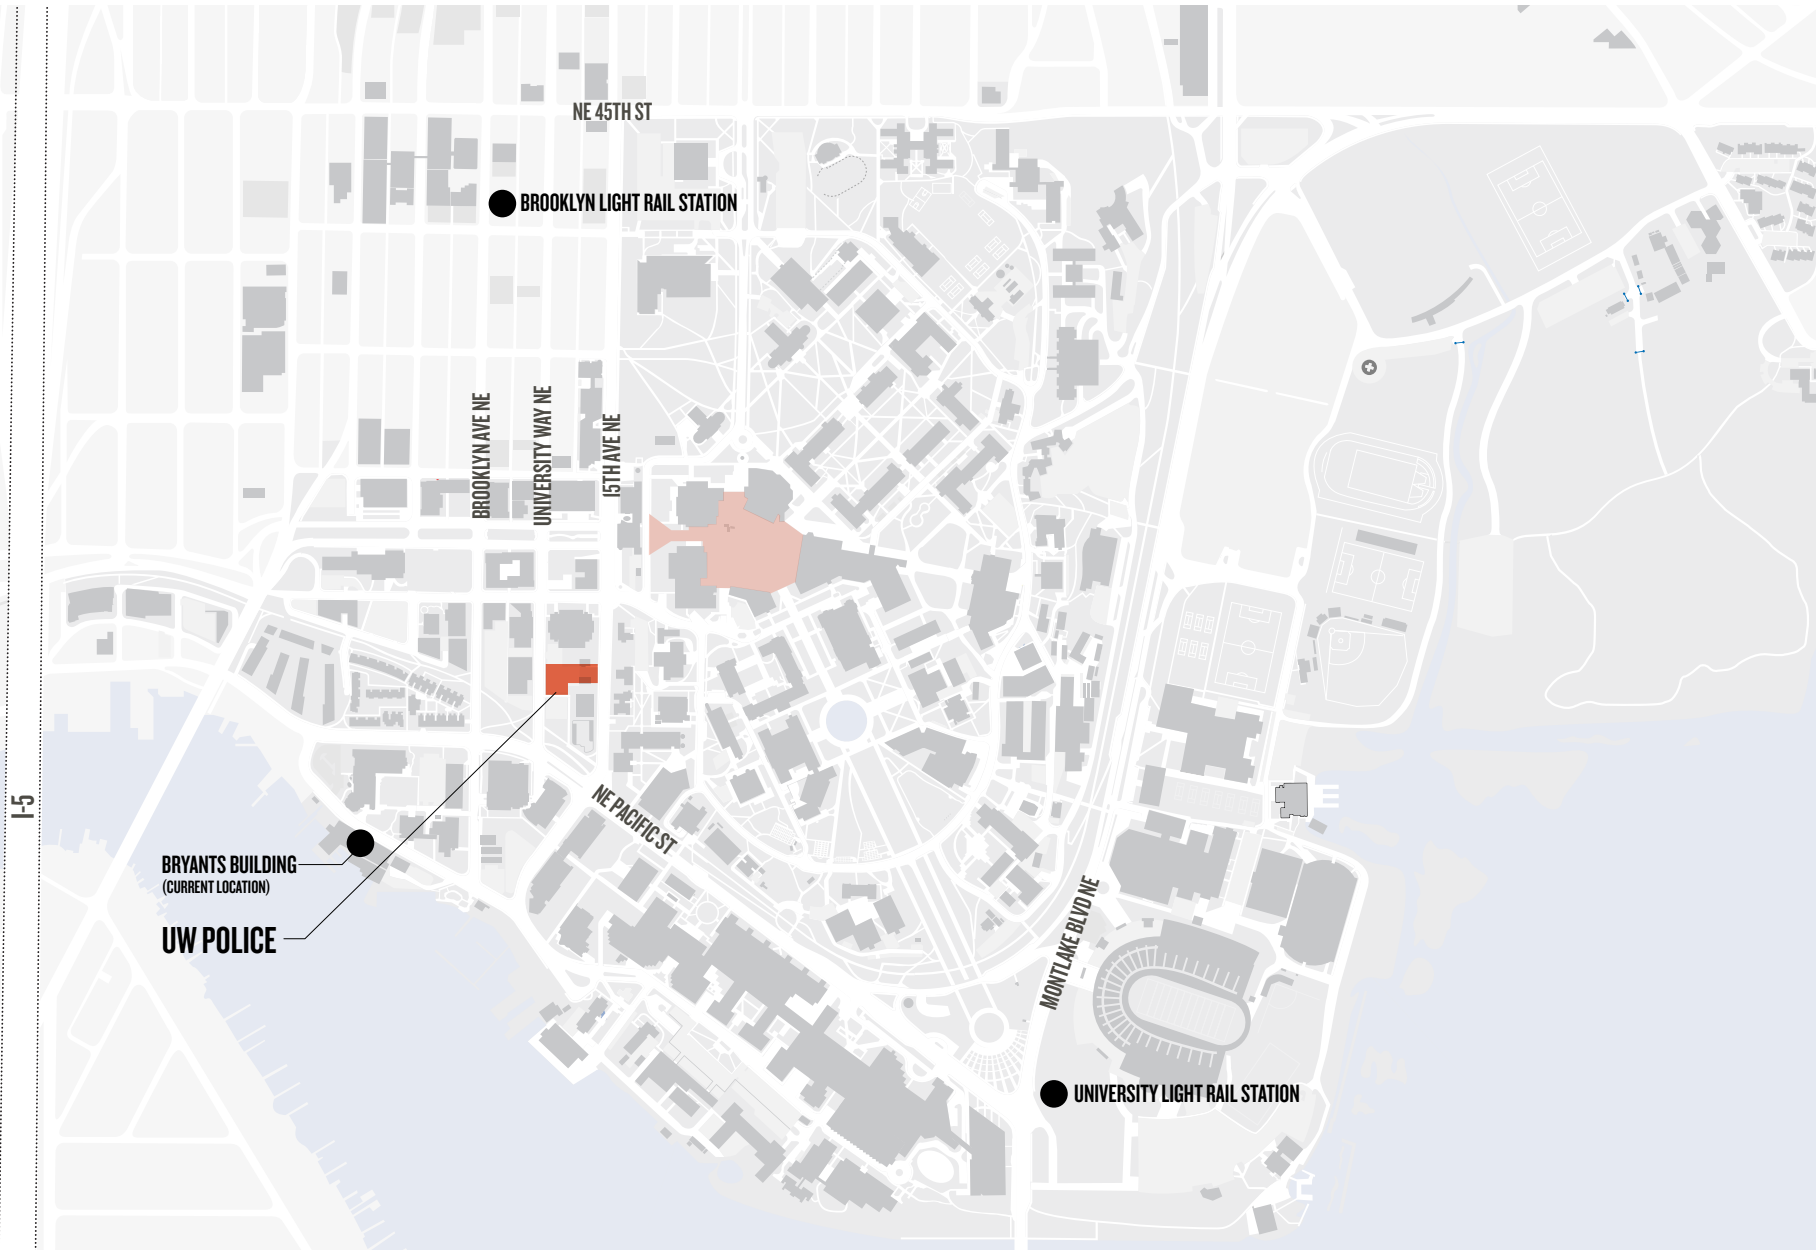 NE 45TH ST
BROOKLYN LIGHT RAIL STATION
BROOKLYN AVE NE
UNIVERSITY WAY NE
15TH AVE NE
I-5
NE PACIFIC ST
BRYANTS BUILDING
(CURRENT LOCATION)
UW POLICE
MONTLAKE BLVD NE
UNIVERSITY LIGHT RAIL STATION